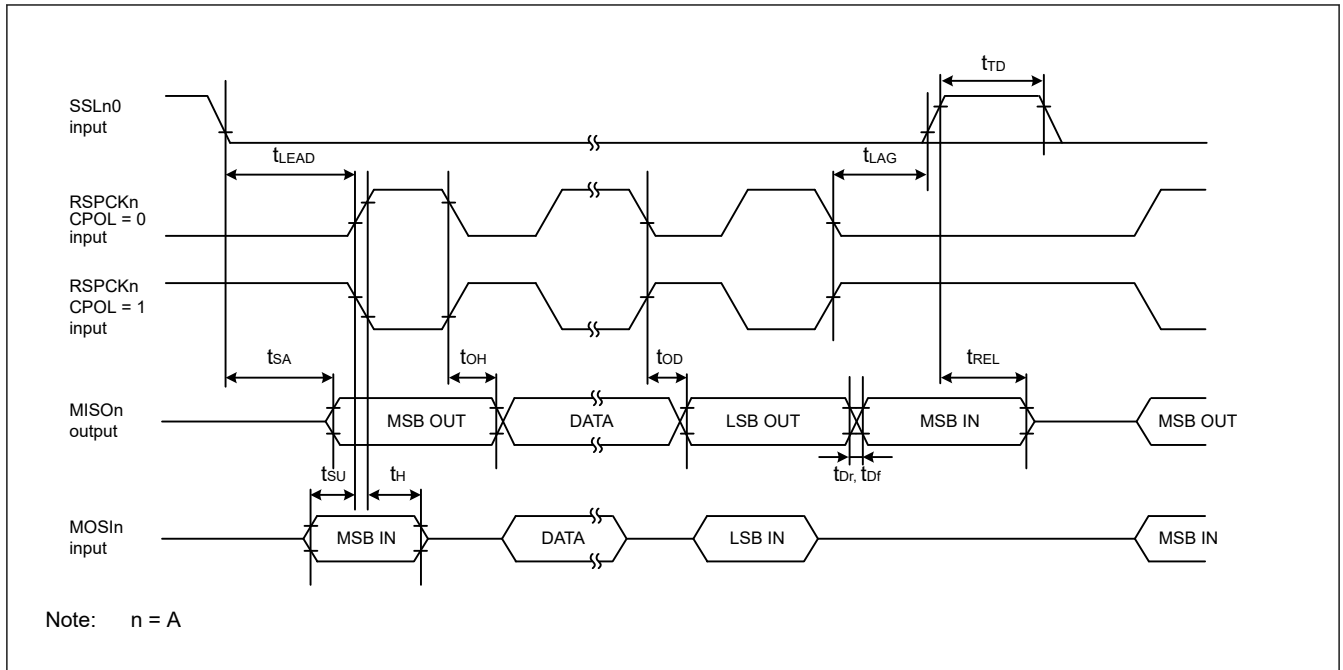 tTD
SSLn0
input
tLEAD
tLAG
RSPCKn
CPOL = 0
input
RSPCKn
CPOL = 1
input
tSA
tOH
tOD
tREL
MISOn
output
MSB OUT
DATA
LSB OUT
MSB IN
MSB OUT
tSU
tH
tDr, tDf
MOSIn
input
MSB IN
DATA
LSB IN
MSB IN
Note: n = A